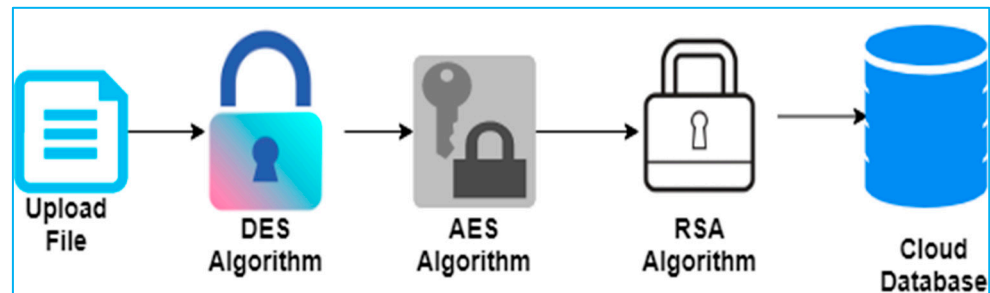 Upload
File
DES
Algorithm
AES
Algorithm
RSA
Algorithm
Cloud
Database